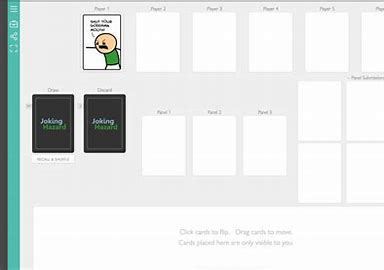 Player 1
Player 2
Player 3
Player 4
Player 5
SHUT YOUR
GODDAMN
MOUTH!
Draw
Discard
Panel Submissions
Joking
Hazard
Joking
Hazard
Panel 1
Panel 2
Panel 3
RECALL & SHUFFLE
Click cards to flip. Drag cards to move.
Cards placed here are only visible to you.